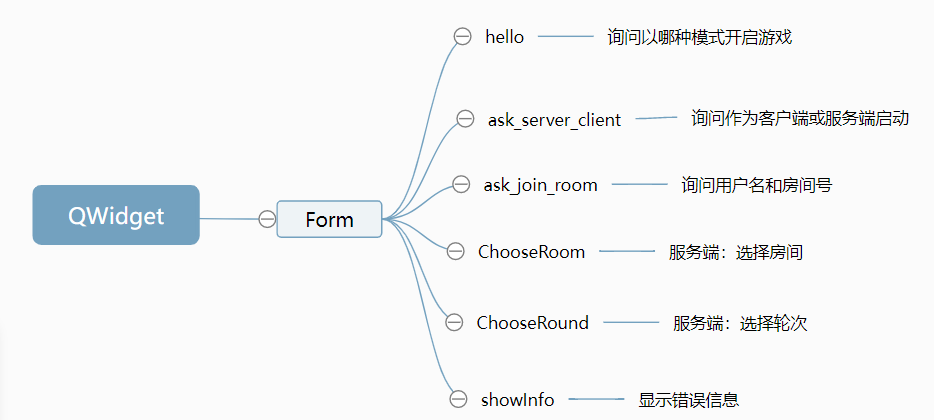 QWidget
Form
hello
询问以哪种模式开启游戏
ask_server_client
询问作为客户端或服务端启动
ask_join_room
询问用户名和房间号
ChooseRoom
服务端：选择房间
ChooseRound
服务端：选择轮次
showInfo
显示错误信息